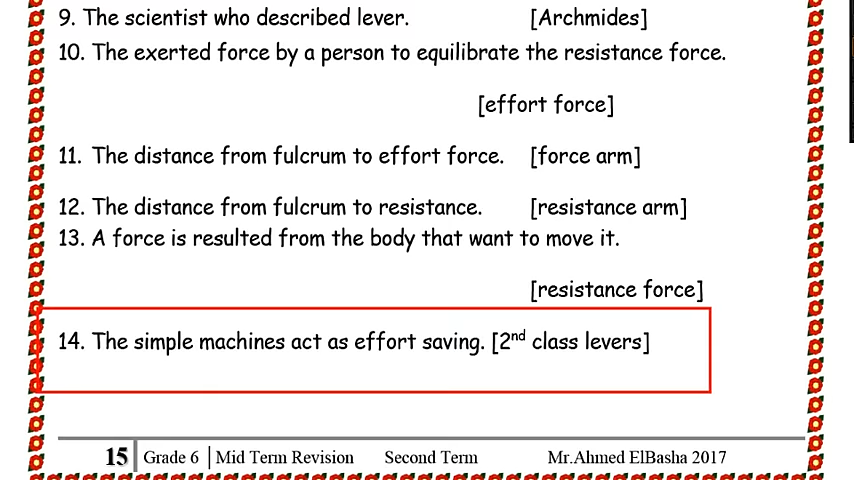 9. The scientist who described lever. [Archmides]
10. The exerted force by a person to equilibrate the resistance force.
[effort force]
11. The distance from fulcrum to effort force. [force arm]
12. The distance from fulcrum to resistance. [resistance arm]
13. A force is resulted from the body that want to move it.
[resistance force]
14. The simple machines act as effort saving. [2nd class levers]
15 Grade 6 Mid Term Revision Second Term Mr.Ahmed ElBasha 2017